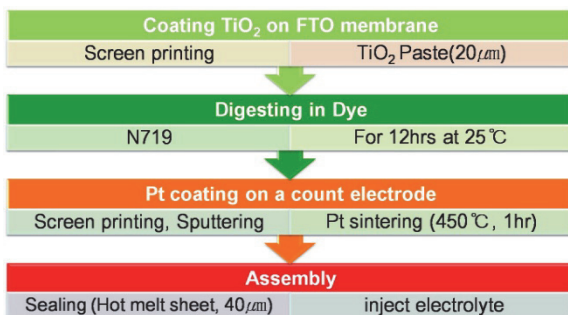 Coating TiO₂ on FTO membrane
Screen printing TiO₂ Paste(20㎛)
Digesting in Dye
N719 For 12hrs at 25℃
Pt coating on a count electrode
Screen printing, Sputtering Pt sintering (450℃, 1hr)
Assembly
Sealing (Hot melt sheet, 40㎛) inject electrolyte